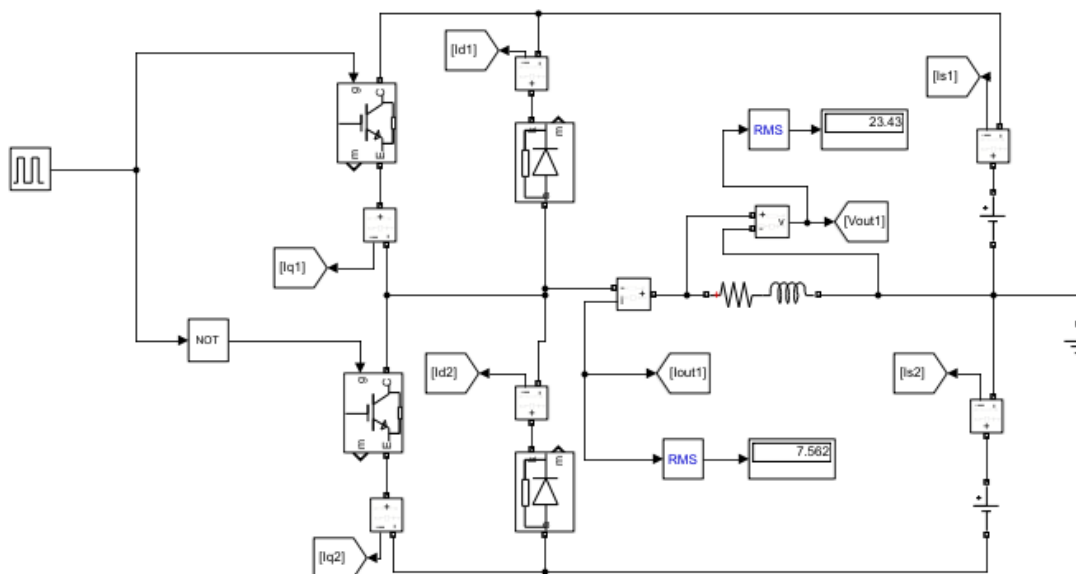 [Id1]
[Is1]
g
C
m
E
RMS
23.43
m
+
-
v
[Vout1]
[Iq1]
NOT
[Id2]
[Iout1]
[Is2]
g
C
m
E
RMS
7.562
m
[Iq2]